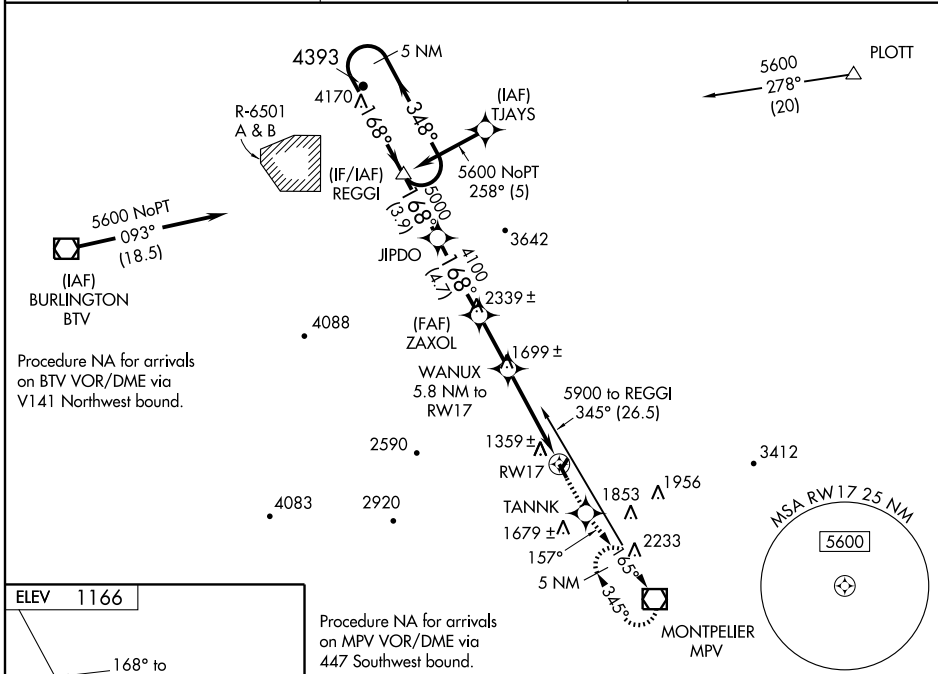 5 NM
4393
4170
168°
348°
R-6501
A & B
(IAF)
TJAYS
5600
278°
(20)
PLOTT
5600 NoPT
258° (5)
(IF/IAF)
REGGI
5600 NoPT
093°
(18.5)
(IAF)
BURLINGTON
BTV
5000
168°
(3.9)
JIPDO
3642
4100
168°
(4.7)
2339 ±
(FAF)
ZAXOL
4088
1699 ±
WANUX
5.8 NM to
RW17
Procedure NA for arrivals
on BTV VOR/DME via
V141 Northwest bound.
5900 to REGGI
345° (26.5)
2590
1359 ±
RW17
3412
4083
2920
TANNK
1853
1956
1679 ±
157°
2233
165°
5 NM
345°
MONTPELIER
MPV
MSA RW17 25 NM
5600
ELEV 1166
168° to
Procedure NA for arrivals
on MPV VOR/DME via
447 Southwest bound.